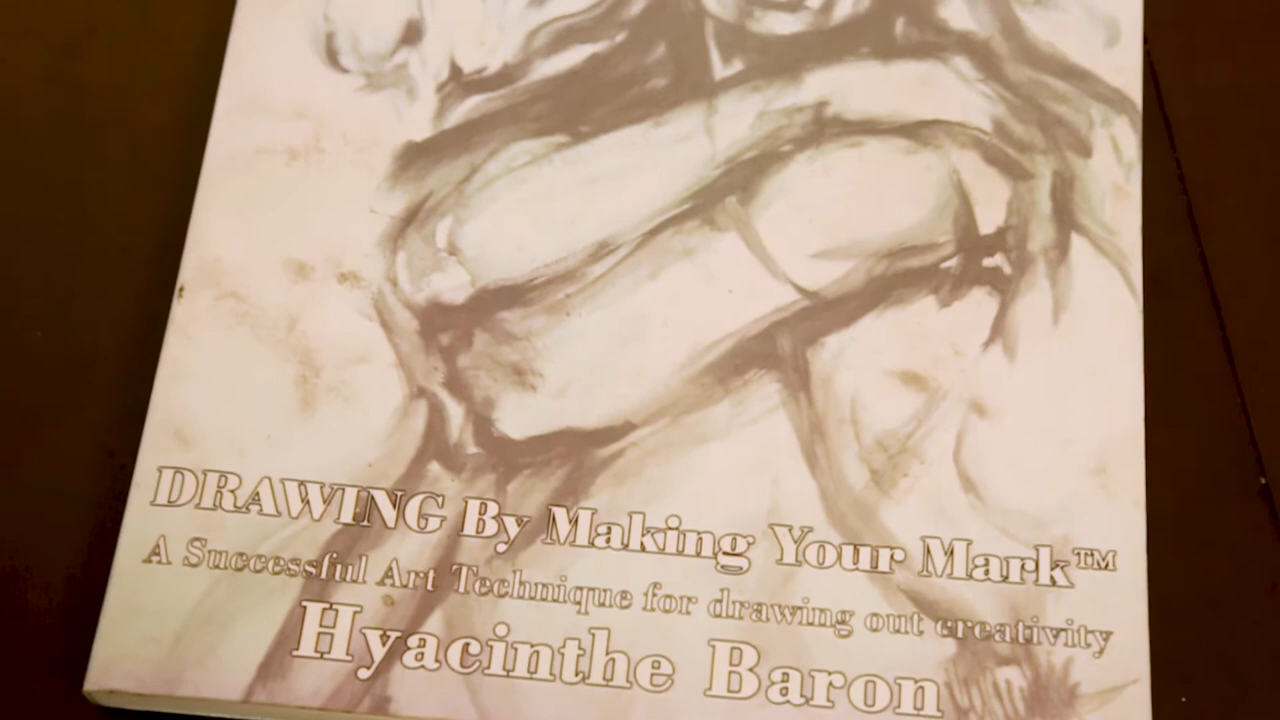 DRAWING By Making Your Mark™
A Successful Art Technique for drawing out creativity
Hyacinthe Baron